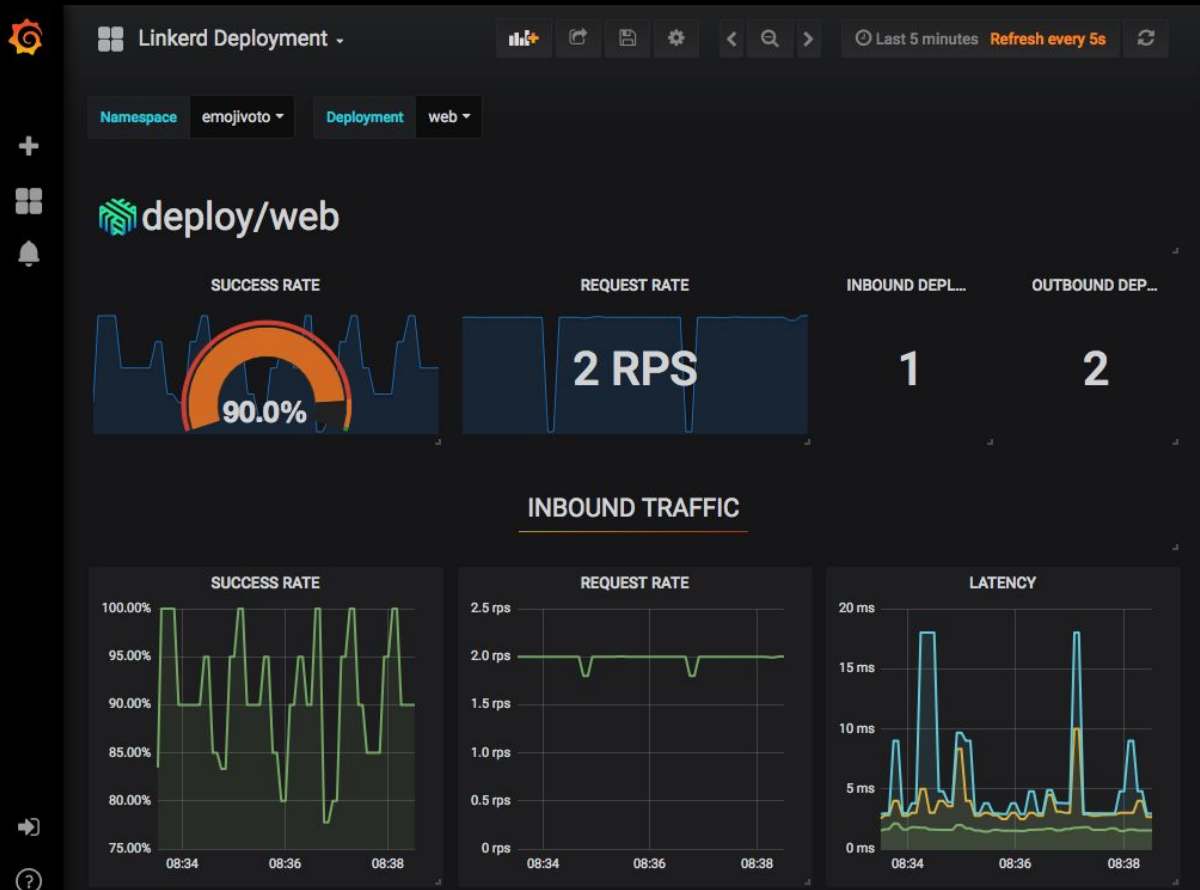 Linkerd Deployment
Last 5 minutes Refresh every 5s
Namespace emojivoto Deployment web
deploy/web
SUCCESS RATE REQUEST RATE INBOUND DEPL... OUTBOUND DEP...
90.0% 2 RPS 1 2
INBOUND TRAFFIC
SUCCESS RATE REQUEST RATE LATENCY
100.00% 2.5 rps 20 ms
95.00% 2.0 rps 15 ms
90.00% 1.5 rps 10 ms
85.00% 1.0 rps 5 ms
80.00% 0.5 rps 0 ms
75.00% 0 rps
08:34 08:36 08:38 08:34 08:36 08:38 08:34 08:36 08:38